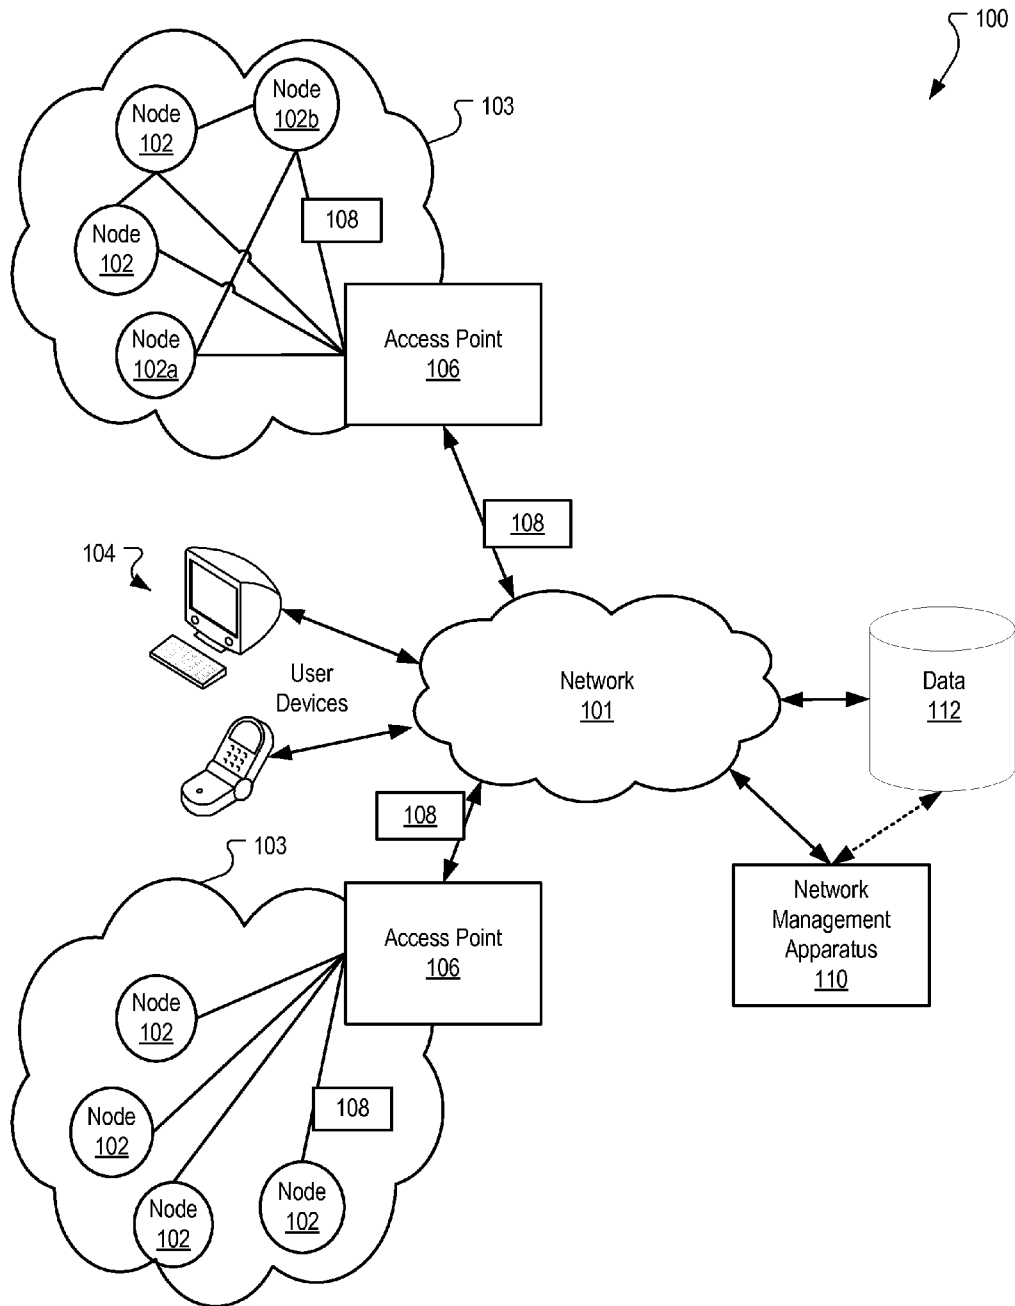 100
Node
102b
Node
102
103
108
Node
102
Node
102a
Access Point
106
108
104
User
Devices
Network
101
Data
112
108
103
Access Point
106
Network
Management
Apparatus
110
Node
102
108
Node
102
Node
102
Node
102